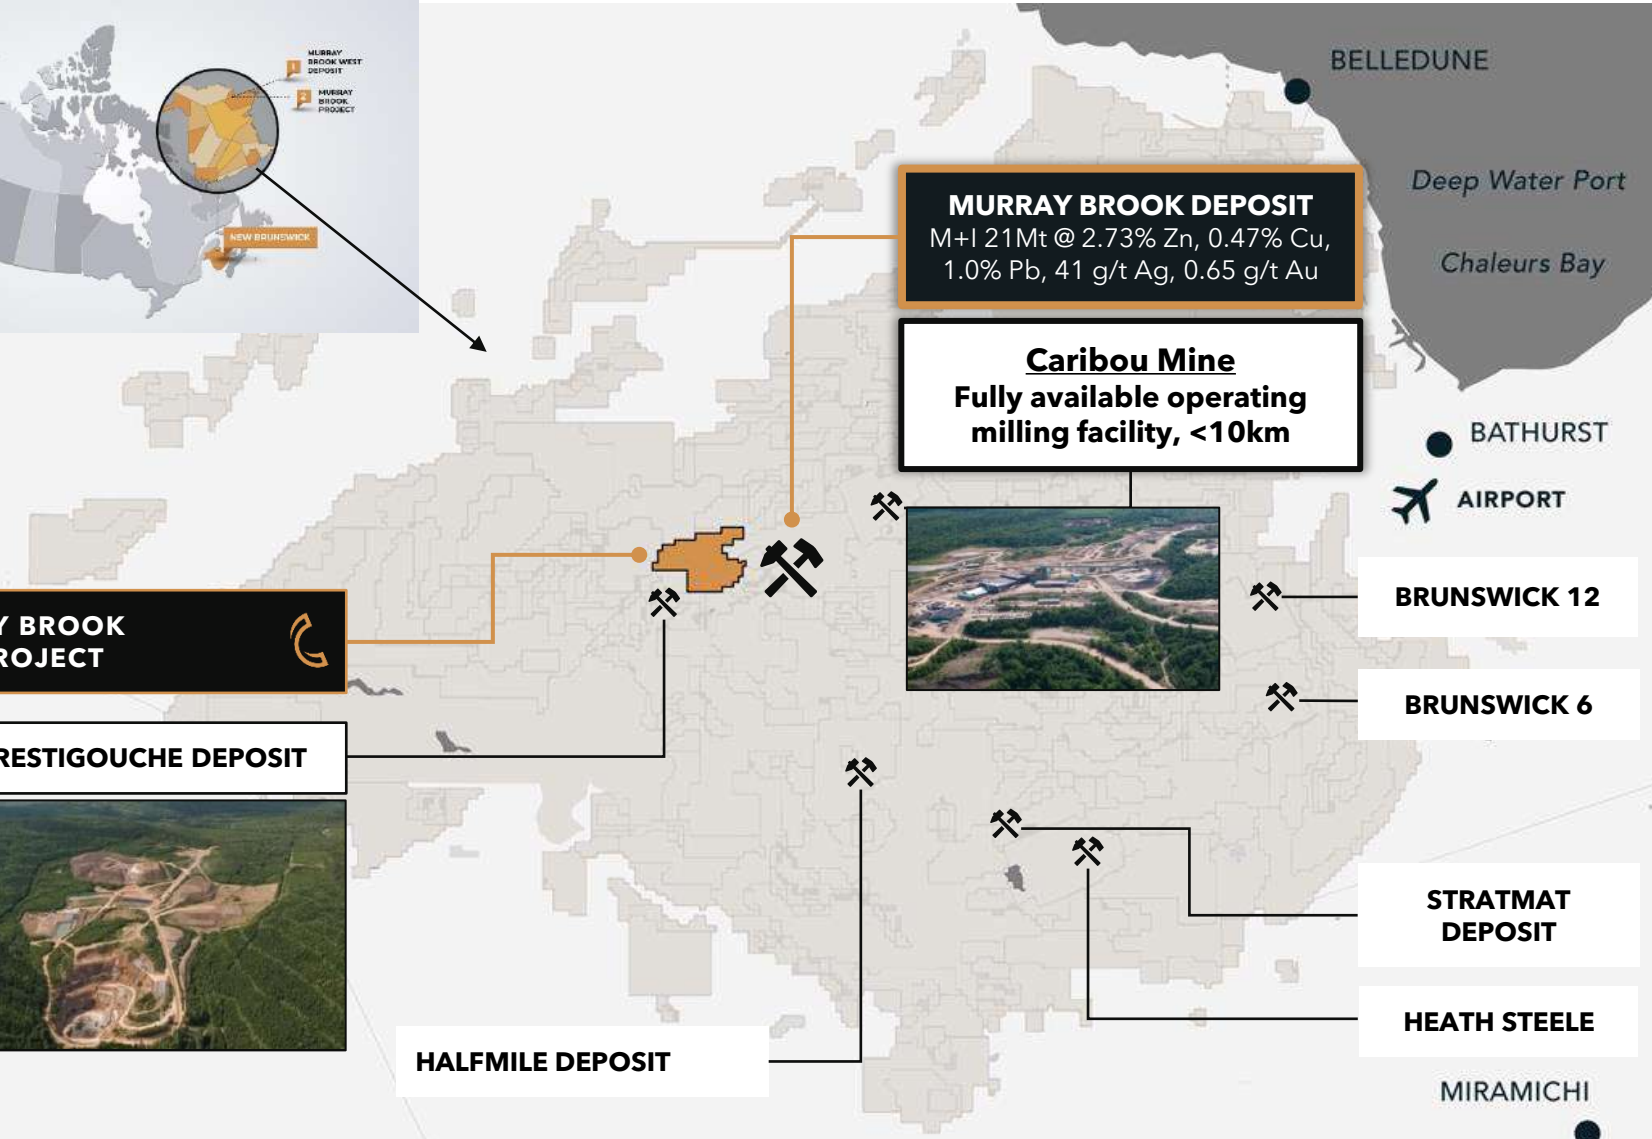 MURRAY
BROOK WEST
DEPOSIT
1
2
MURRAY
BROOK
PROJECT
NEW BRUNSWICK
BELLEDUNE
Deep Water Port
Chaleurs Bay
MURRAY BROOK DEPOSIT
M+I 21Mt @ 2.73% Zn, 0.47% Cu,
1.0% Pb, 41 g/t Ag, 0.65 g/t Au
Caribou Mine
Fully available operating
milling facility, <10km
BATHURST
AIRPORT
BRUNSWICK 12
Y BROOK
ROJECT
BRUNSWICK 6
RESTIGOUCHE DEPOSIT
STRATMAT
DEPOSIT
HEATH STEELE
HALFMILE DEPOSIT
MIRAMICHI